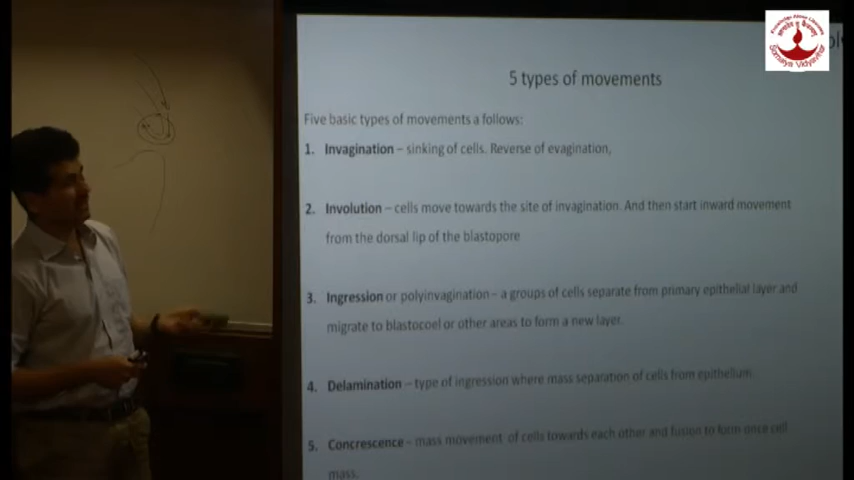 5 types of movements
Five basic types of movements a follows:
1. Invagination – sinking of cells. Reverse of evagination,
2. Involution – cells move towards the site of invagination. And then start inward movement
from the dorsal lip of the blastopore
3. Ingression or polyinvagination – a groups of cells separate from primary epithelial layer and
migrate to blastocoel or other areas to form a new layer.
4. Delamination – type of ingression where mass separation of cells from epithelium.
5. Concrescence – mass movement of cells towards each other and fusion to form once cell
mass.
Somaiya Vidyavihar